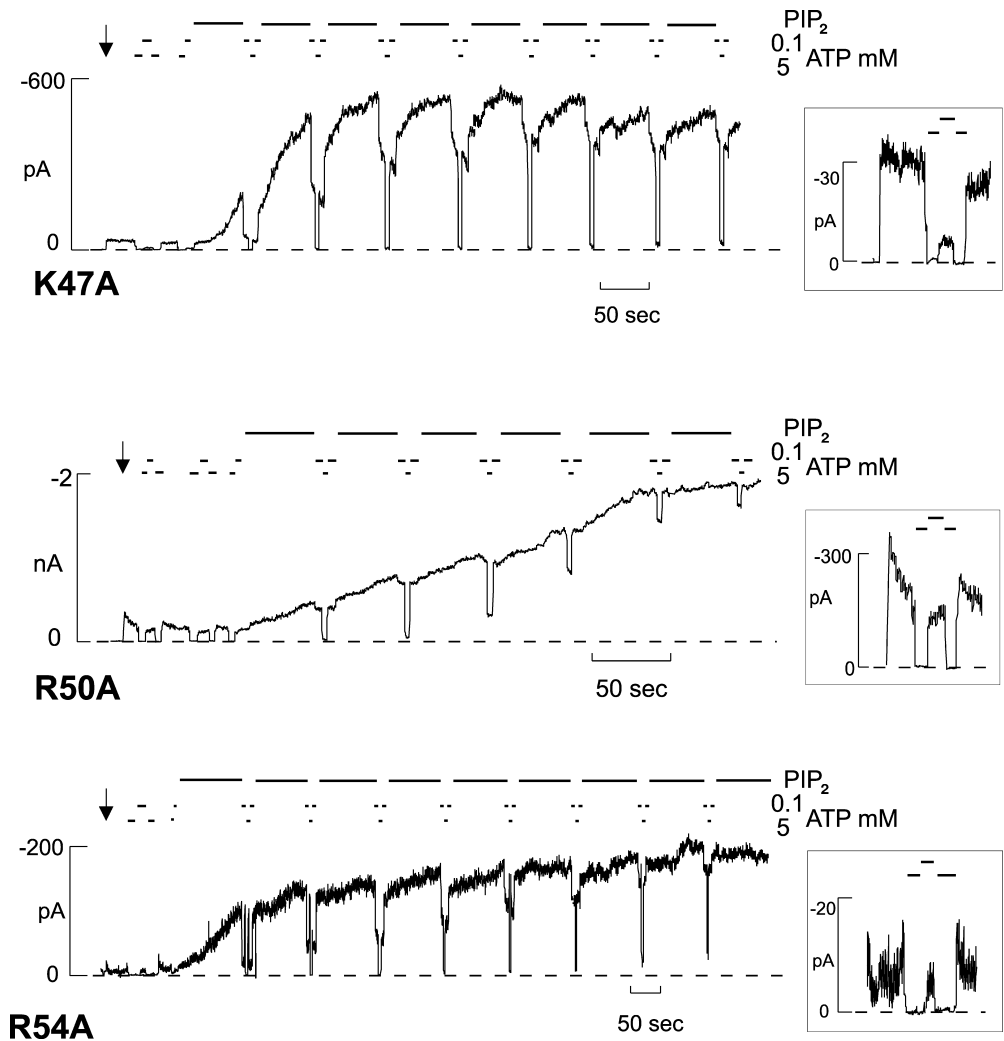 PIP₂
0.1
5 ATP mM
-600
pA
0
K47A
50 sec
-30
pA
0
PIP₂
0.1
5 ATP mM
-2
nA
0
R50A
50 sec
-300
pA
0
PIP₂
0.1
5 ATP mM
-200
pA
0
R54A
50 sec
-20
pA
0